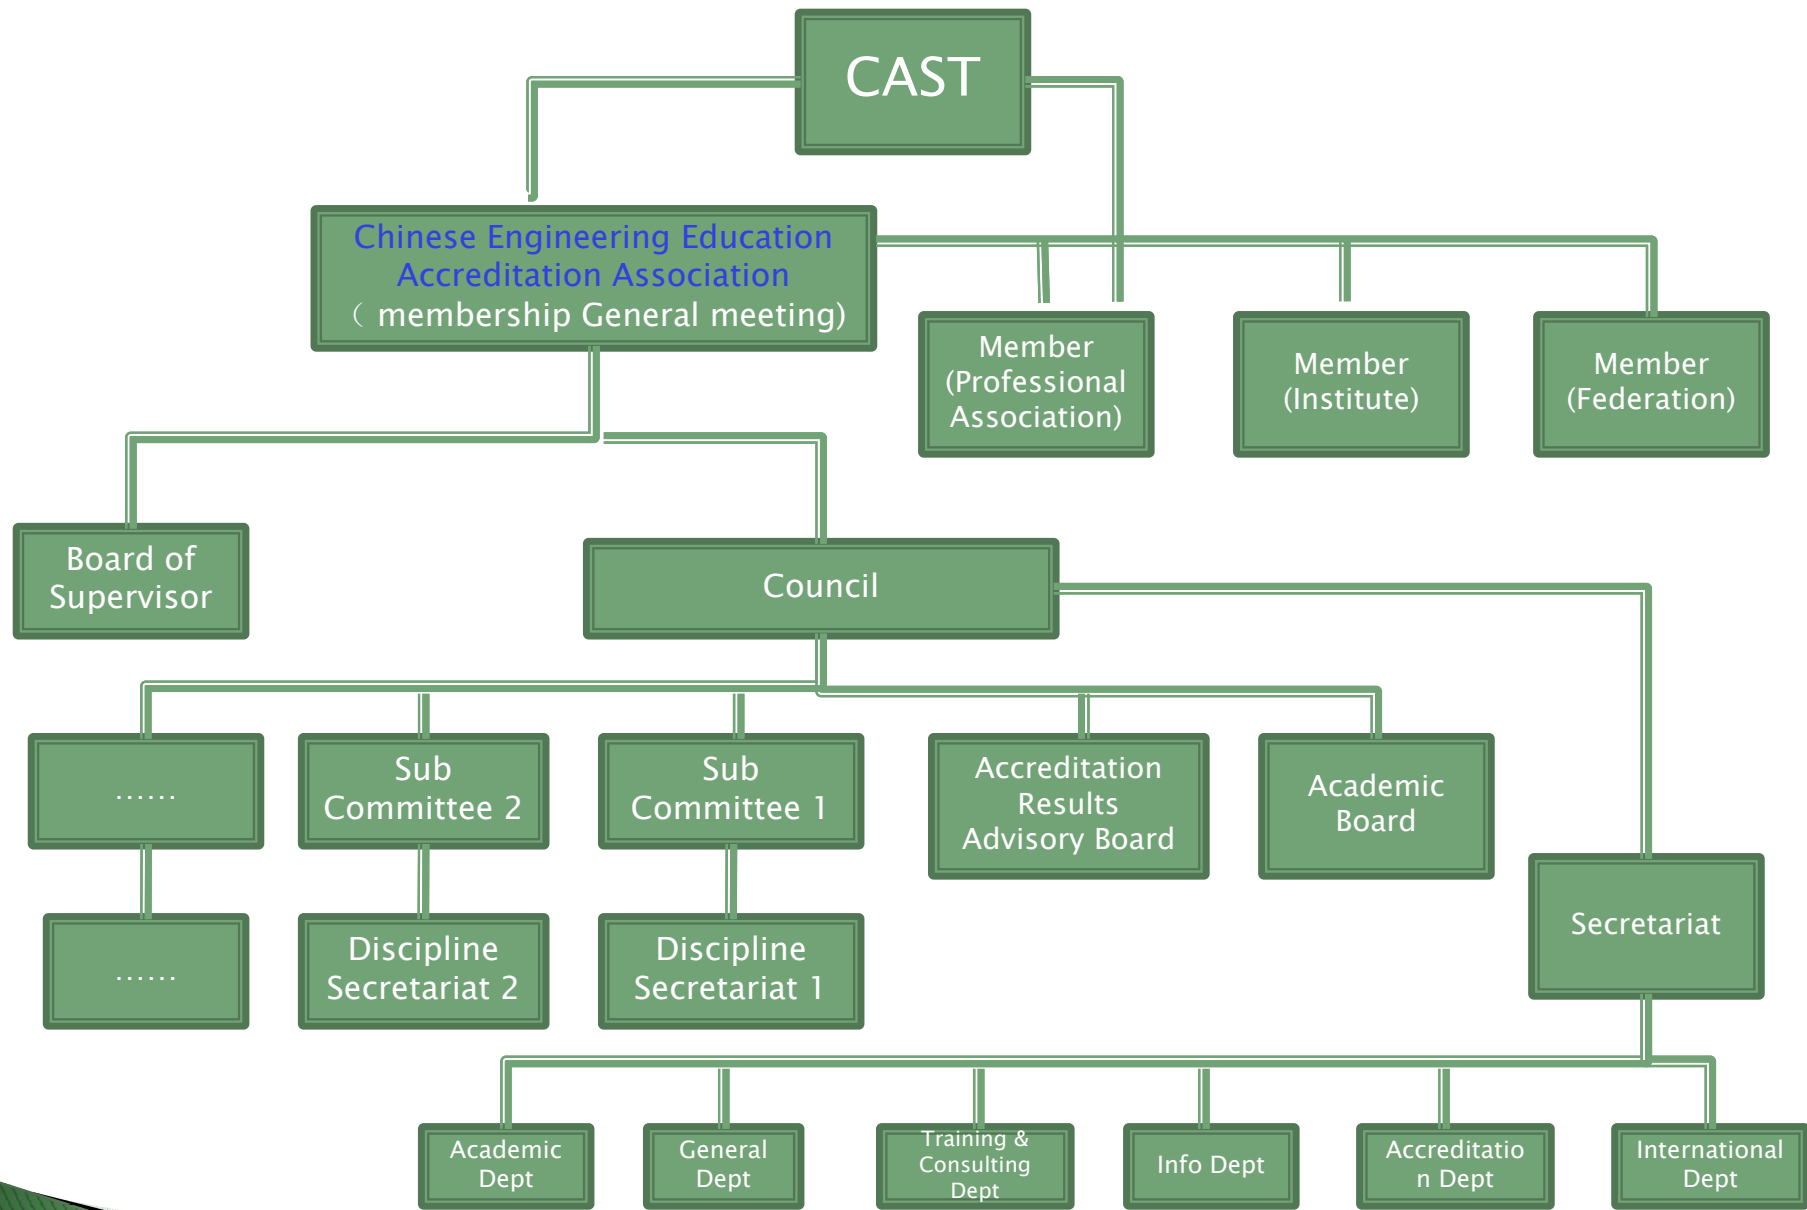 CAST
Chinese Engineering Education
Accreditation Association
（ membership General meeting)
Member
(Professional
Association)
Member
(Institute)
Member
(Federation)
Board of
Supervisor
Council
......
Sub
Committee 2
Sub
Committee 1
Accreditation
Results
Advisory Board
Academic
Board
Secretariat
......
Discipline
Secretariat 2
Discipline
Secretariat 1
Academic
Dept
General
Dept
Training &
Consulting
Dept
Info Dept
Accreditatio
n Dept
International
Dept